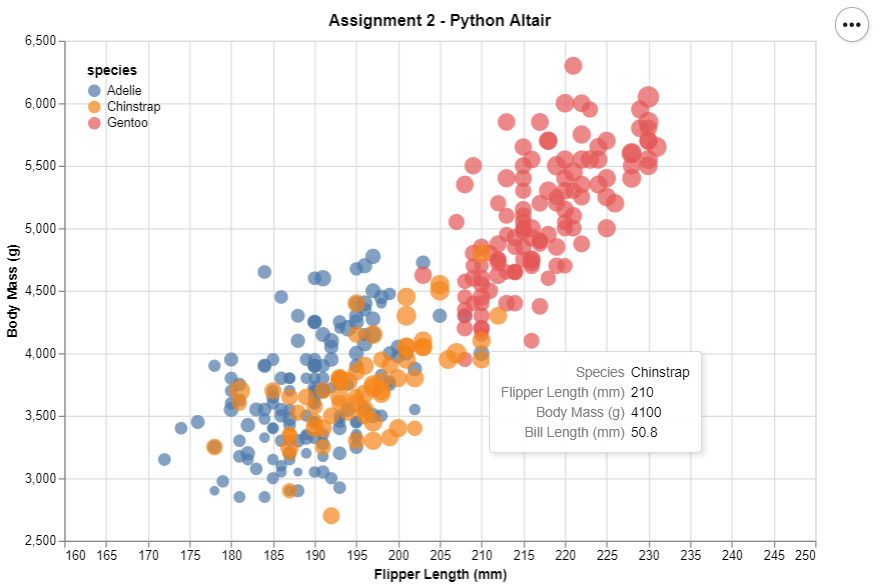 Assignment 2 - Python Altair
•••
6,500
6,000
5,500
5,000
4,500
4,000
3,500
3,000
2,500
Body Mass (g)
species
Adelie
Chinstrap
Gentoo
Species Chinstrap
Flipper Length (mm) 210
Body Mass (g) 4100
Bill Length (mm) 50.8
160 165 170 175 180 185 190 195 200 205 210 215 220 225 230 235 240 245 250
Flipper Length (mm)